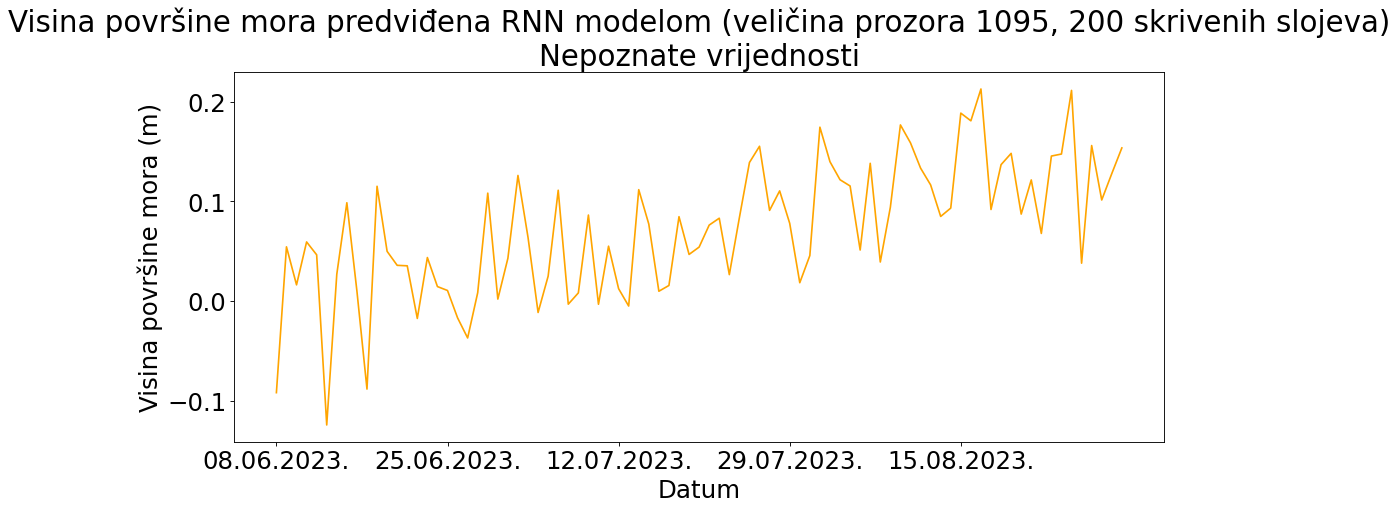 Visina površine mora predviđena RNN modelom (veličina prozora 1095, 200 skrivenih slojeva)
Nepoznate vrijednosti
Visina površine mora (m)
0.2
0.1
0.0
−0.1
08.06.2023. 25.06.2023. 12.07.2023. 29.07.2023. 15.08.2023.
Datum